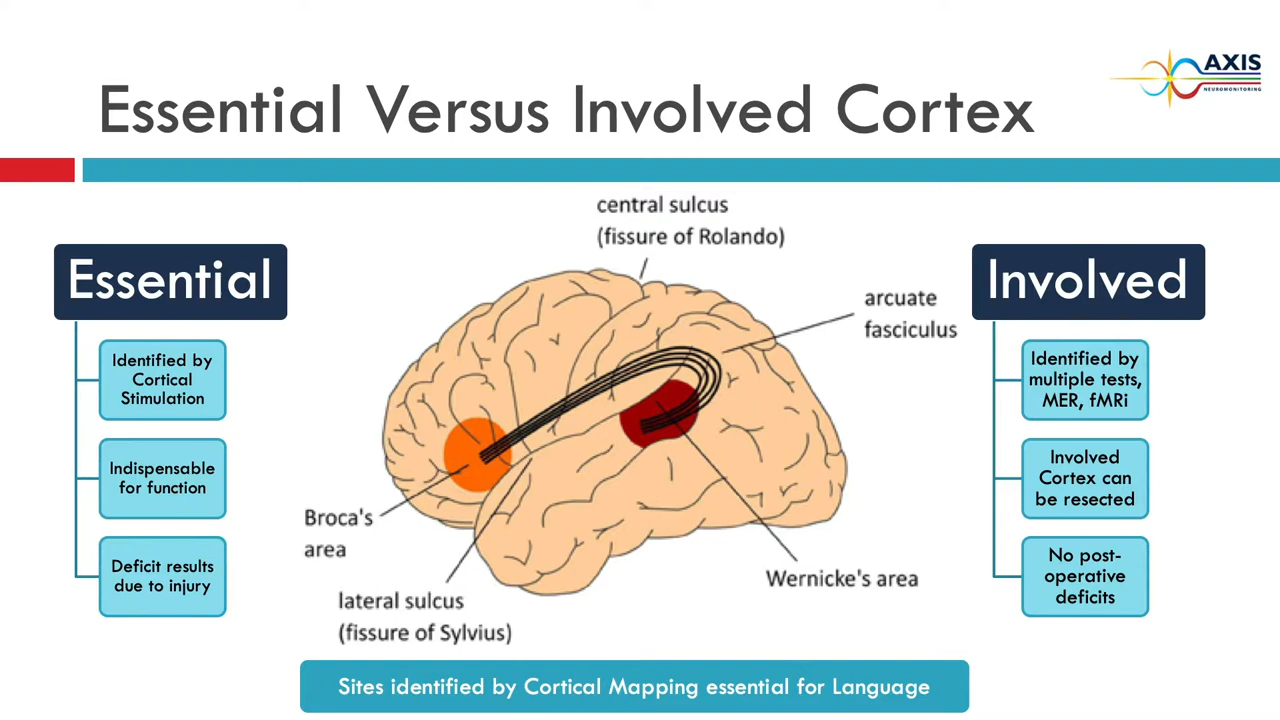 AXIS
NEUROMONITORING
Essential Versus Involved Cortex
Essential
Identified by
Cortical
Stimulation
Indispensable
for function
Deficit results
due to injury
central sulcus
(fissure of Rolando)
arcuate
fasciculus
Broca's
area
lateral sulcus
(fissure of Sylvius)
Wernicke's area
Involved
Identified by
multiple tests,
MER, fMRi
Involved
Cortex can
be resected
No post-
operative
deficits
Sites identified by Cortical Mapping essential for Language